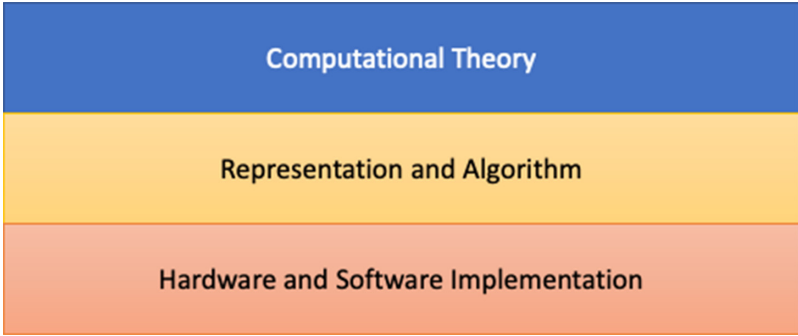 Computational Theory
Representation and Algorithm
Hardware and Software Implementation